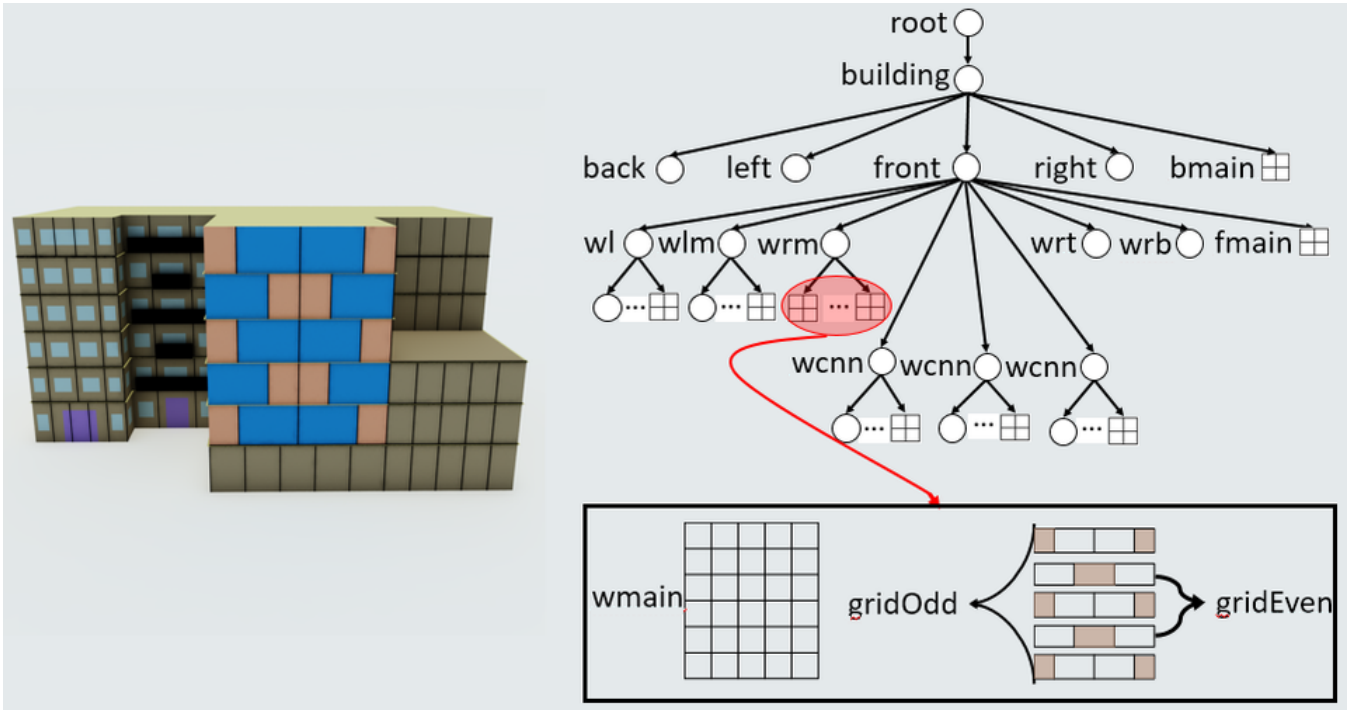 root
building
back left front right bmain
wl wlm wrm wrt wrb fmain
... ... ...
wcnn wcnn wcnn
... ... ...
wmain gridOdd gridEven